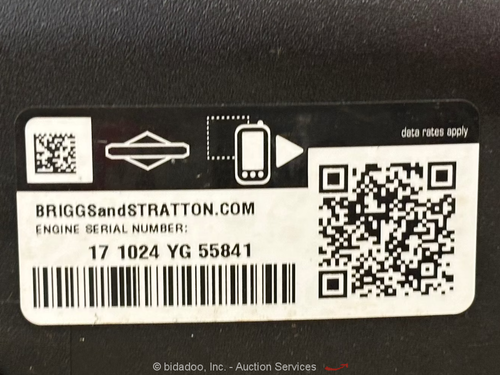 data rates apply
BRIGGSandSTRATTON.COM
ENGINE SERIAL NUMBER:
17 1024 YG 55841
© bidadoo, Inc. - Auction Services